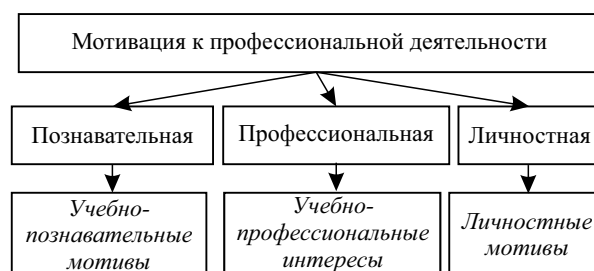 Мотивация к профессиональной деятельности
Познавательная
Профессиональная
Личностная
Учебно-
познавательные
мотивы
Учебно-
профессиональные
интересы
Личностные
мотивы